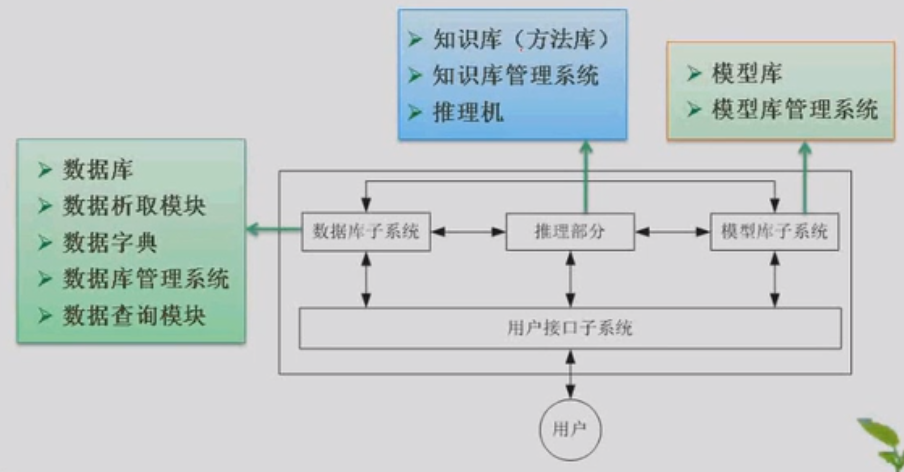 知识库（方法库）
知识库管理系统
推理机
模型库
模型库管理系统
数据库
数据析取模块
数据字典
数据库管理系统
数据查询模块
数据库子系统
推理部分
模型库子系统
用户接口子系统
用户